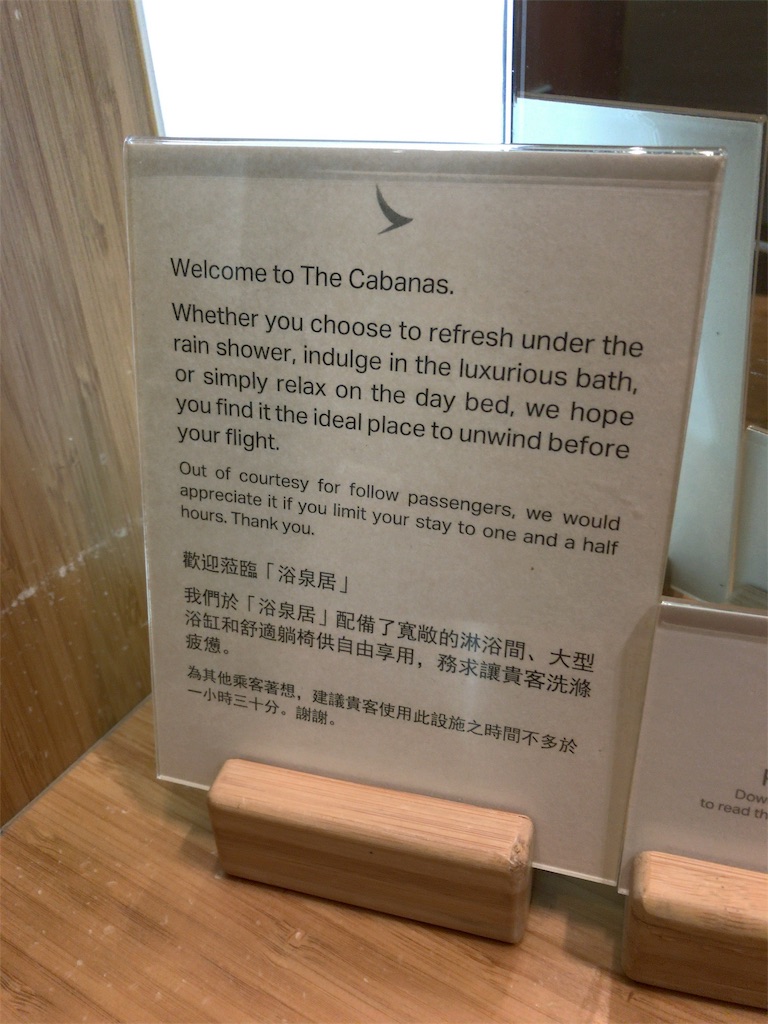 Welcome to The Cabanas.
Whether you choose to refresh under the
rain shower, indulge in the luxurious bath,
or simply relax on the day bed, we hope
you find it the ideal place to unwind before
your flight.
Out of courtesy for follow passengers, we would
appreciate it if you limit your stay to one and a half
hours. Thank you.
歡迎蒞臨「浴泉居」
我們於「浴泉居」配備了寬敞的淋浴間、大型
浴缸和舒適躺椅供自由享用，務求讓貴客洗滌
疲憊。
為其他乘客著想，建議貴客使用此設施之時間不多於
一小時三十分。謝謝。
Dow
to read th